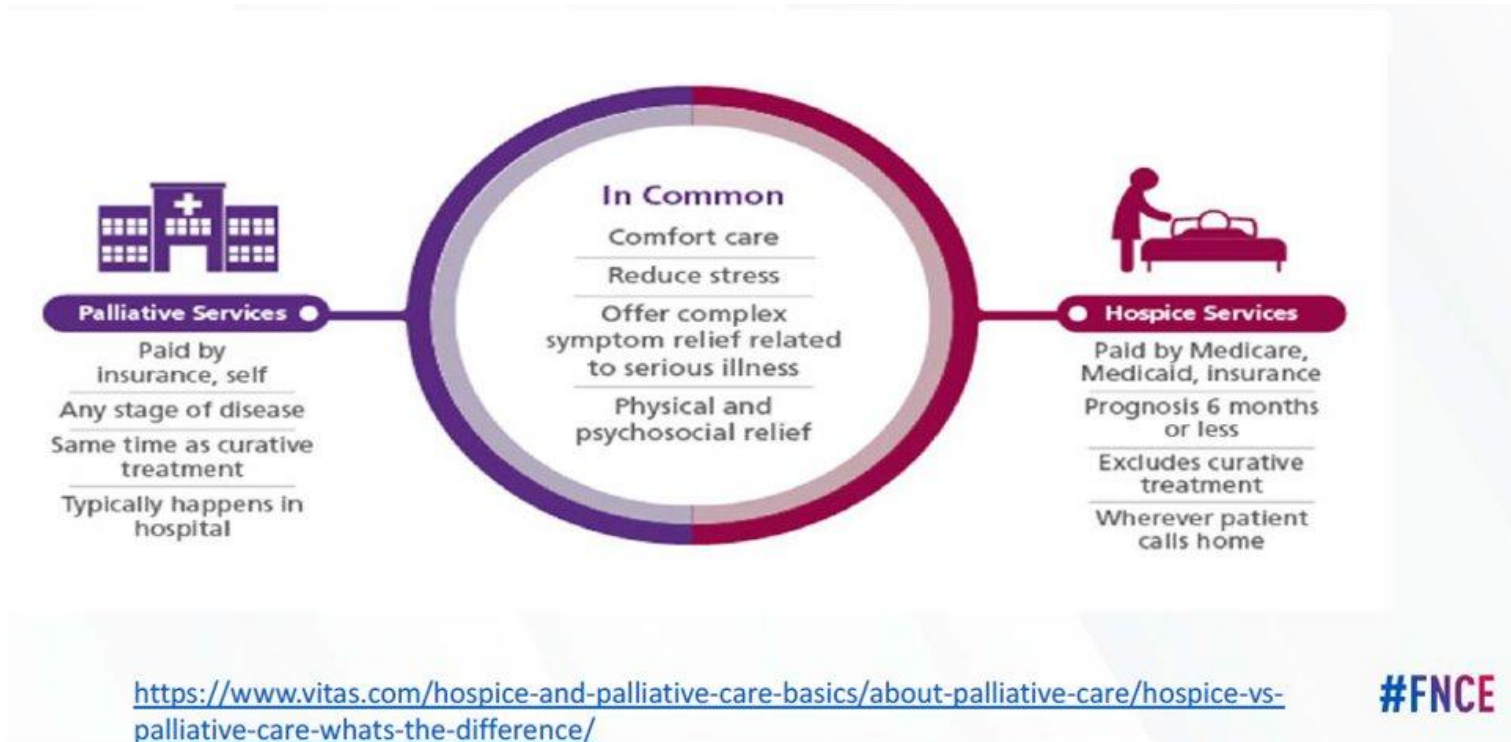 Palliative Services
Paid by
insurance, self
Any stage of disease
Same time as curative
treatment
Typically happens in
hospital
In Common
Comfort care
Reduce stress
Offer complex
symptom relief related
to serious illness
Physical and
psychosocial relief
Hospice Services
Paid by Medicare,
Medicaid, insurance
Prognosis 6 months
or less
Excludes curative
treatment
Wherever patient
calls home
https://www.vitas.com/hospice-and-palliative-care-basics/about-palliative-care/hospice-vs-
palliative-care-whats-the-difference/
#FNCE